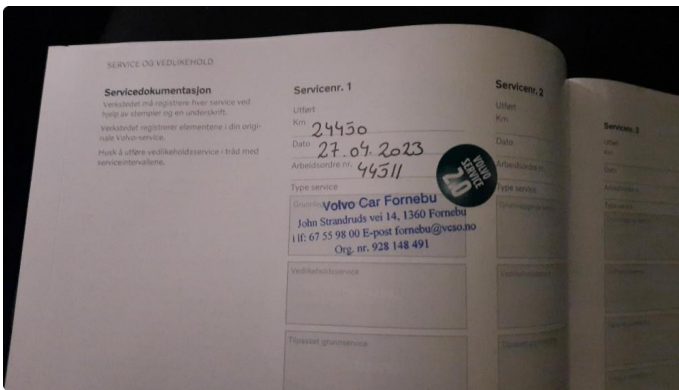 SERVICE OG VEDLIKEHOLD
Servicedokumentasjon
Verkstedet må registrere hver service ved
hjelp av stempler og en underskrift.
Verkstedet registrerer elementene i din origi-
nale Volvo-service.
Husk å utføre vedlikeholdsservice i tråd med
serviceintervallene.
Servicenr. 1
Utført
Km 24450
Dato 27.04.2023
Arbeidsordre nr. 44511
Type service
Volvo Car Fornebu
John Strandruds vei 14, 1360 Fornebu
Tlf: 67 55 98 00 E-post fornebu@vcso.no
Org. nr. 928 148 491
Vedlikeholdsservice
Tilpasset grunnservice
VOLVO
SERVICE
2.0
Servicenr. 2
Utført
Km
Dato
Arbeidsordre
Type service
Servicenr. 3
Utført
Km